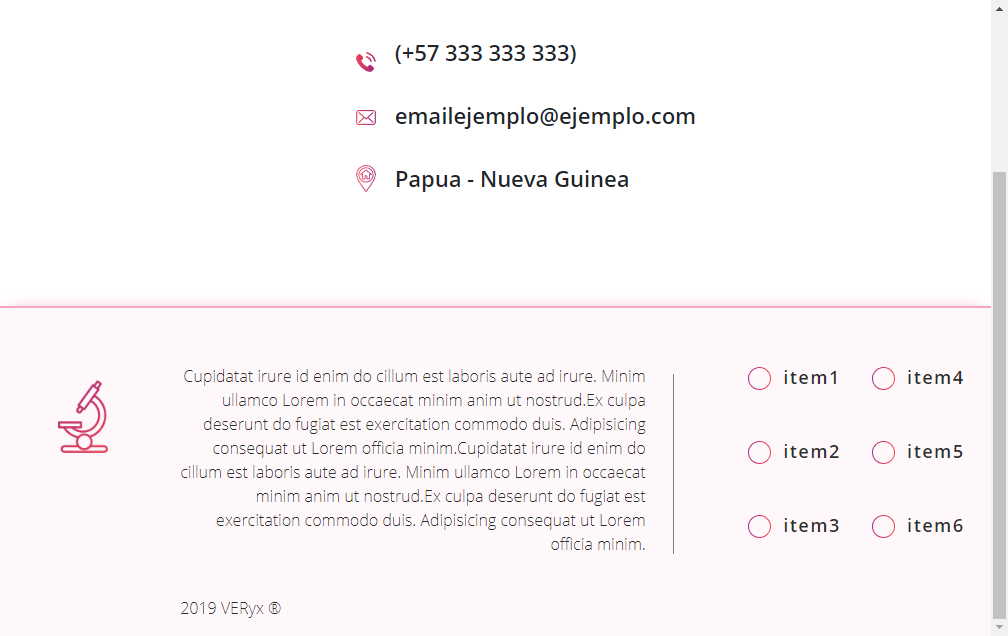 (+57 333 333 333)
emailejemplo@ejemplo.com
Papua - Nueva Guinea
Cupidatat irure id enim do cillum est laboris aute ad irure. Minim
ullamco Lorem in occaecat minim anim ut nostrud.Ex culpa
deserunt do fugiat est exercitation commodo duis. Adipisicing
consequat ut Lorem officia minim.Cupidatat irure id enim do
cillum est laboris aute ad irure. Minim ullamco Lorem in occaecat
minim anim ut nostrud.Ex culpa deserunt do fugiat est
exercitation commodo duis. Adipisicing consequat ut Lorem
officia minim.
item1
item2
item3
item4
item5
item6
2019 VERyx ®